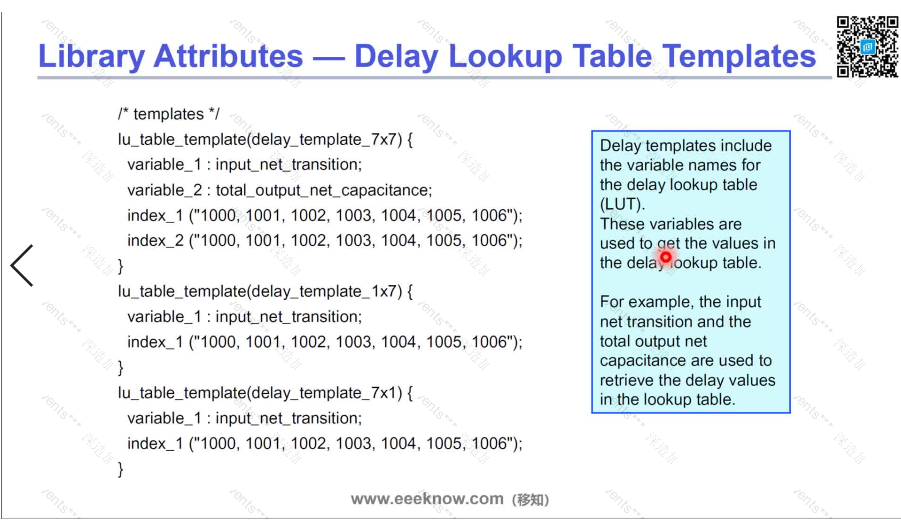 Library Attributes — Delay Lookup Table Templates
/* templates */
lu_table_template(delay_template_7x7) {
variable_1 : input_net_transition;
variable_2 : total_output_net_capacitance;
index_1 ("1000, 1001, 1002, 1003, 1004, 1005, 1006");
index_2 ("1000, 1001, 1002, 1003, 1004, 1005, 1006");
}
lu_table_template(delay_template_1x7) {
variable_1 : input_net_transition;
index_1 ("1000, 1001, 1002, 1003, 1004, 1005, 1006");
}
lu_table_template(delay_template_7x1) {
variable_1 : input_net_transition;
index_1 ("1000, 1001, 1002, 1003, 1004, 1005, 1006");
}
Delay templates include
the variable names for
the delay lookup table
(LUT).
These variables are
used to get the values in
the delay lookup table.
For example, the input
net transition and the
total output net
capacitance are used to
retrieve the delay values
in the lookup table.
www.eeeknow.com (移知)